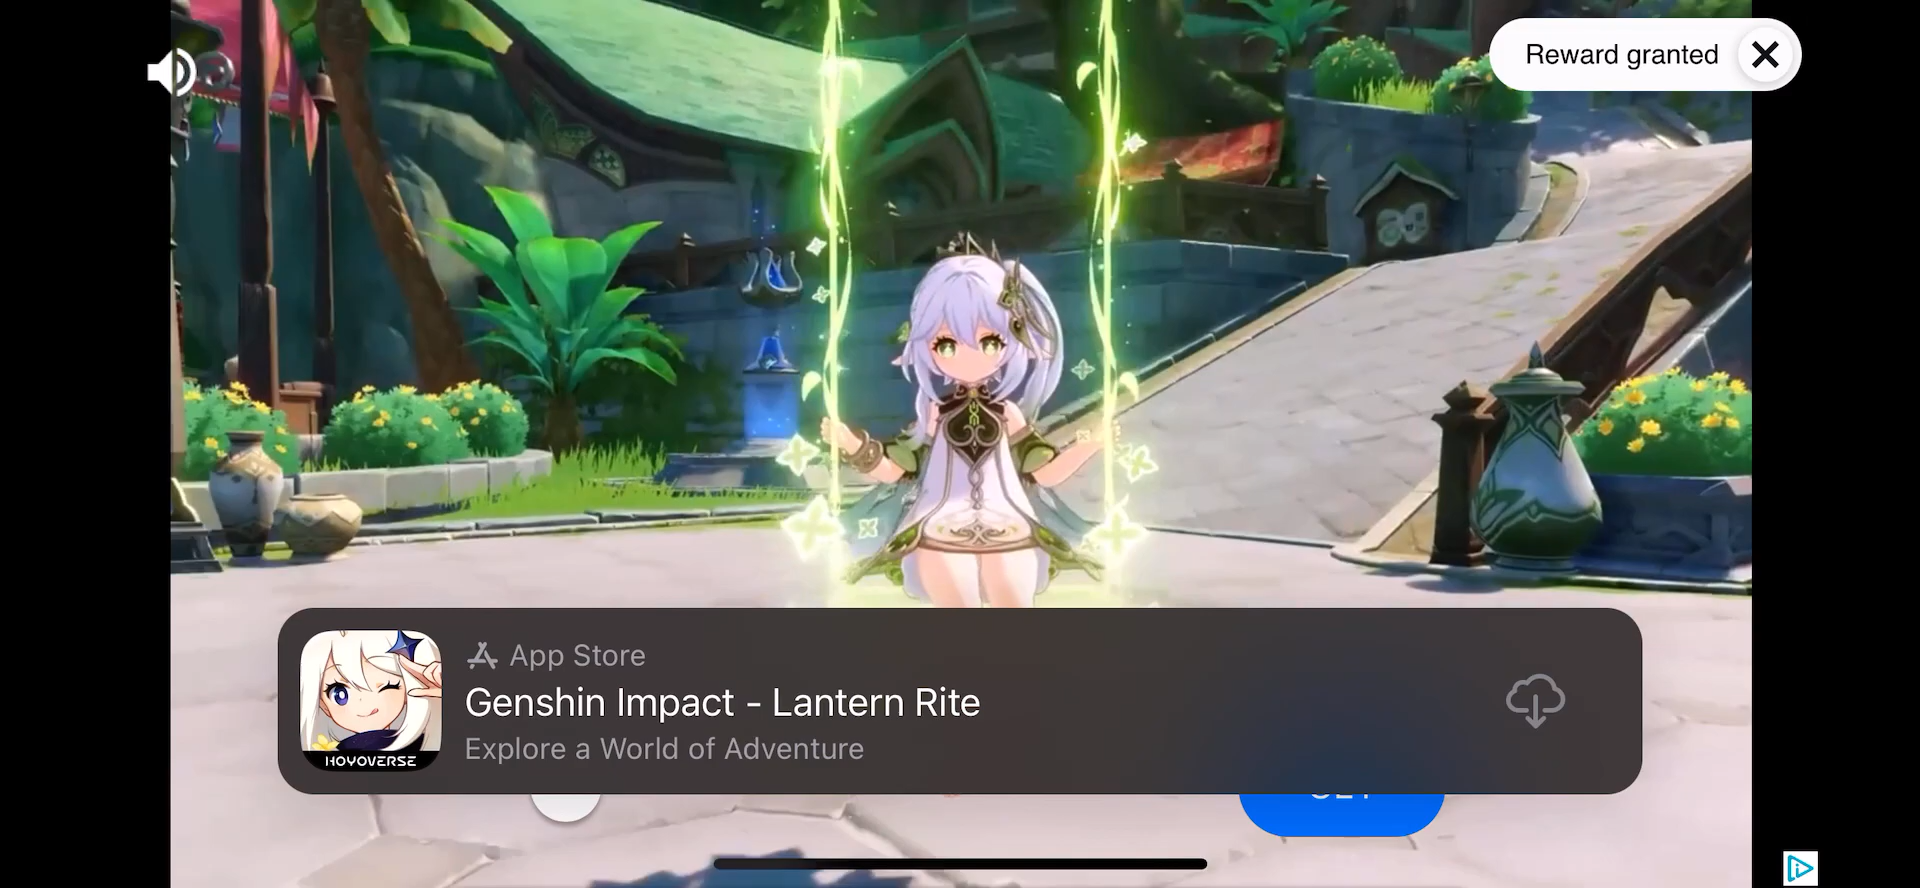 Reward granted
App Store
Genshin Impact - Lantern Rite
Explore a World of Adventure
HOYOVERSE